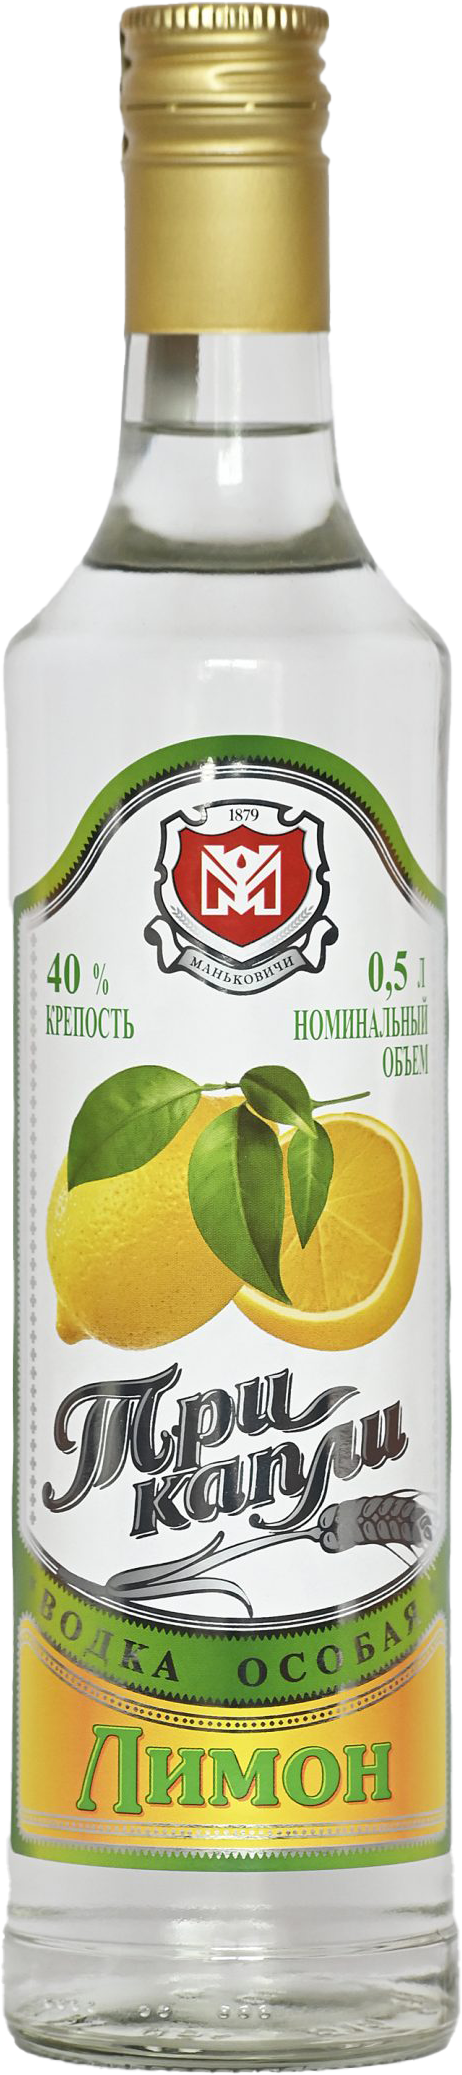 1879
МАНЬКОВИЧИ
40 %
КРЕПОСТЬ
0,5 Л
НОМИНАЛЬНЫЙ
ОБЪЕМ
Три
капли
ВОДКА ОСОБАЯ
Лимон